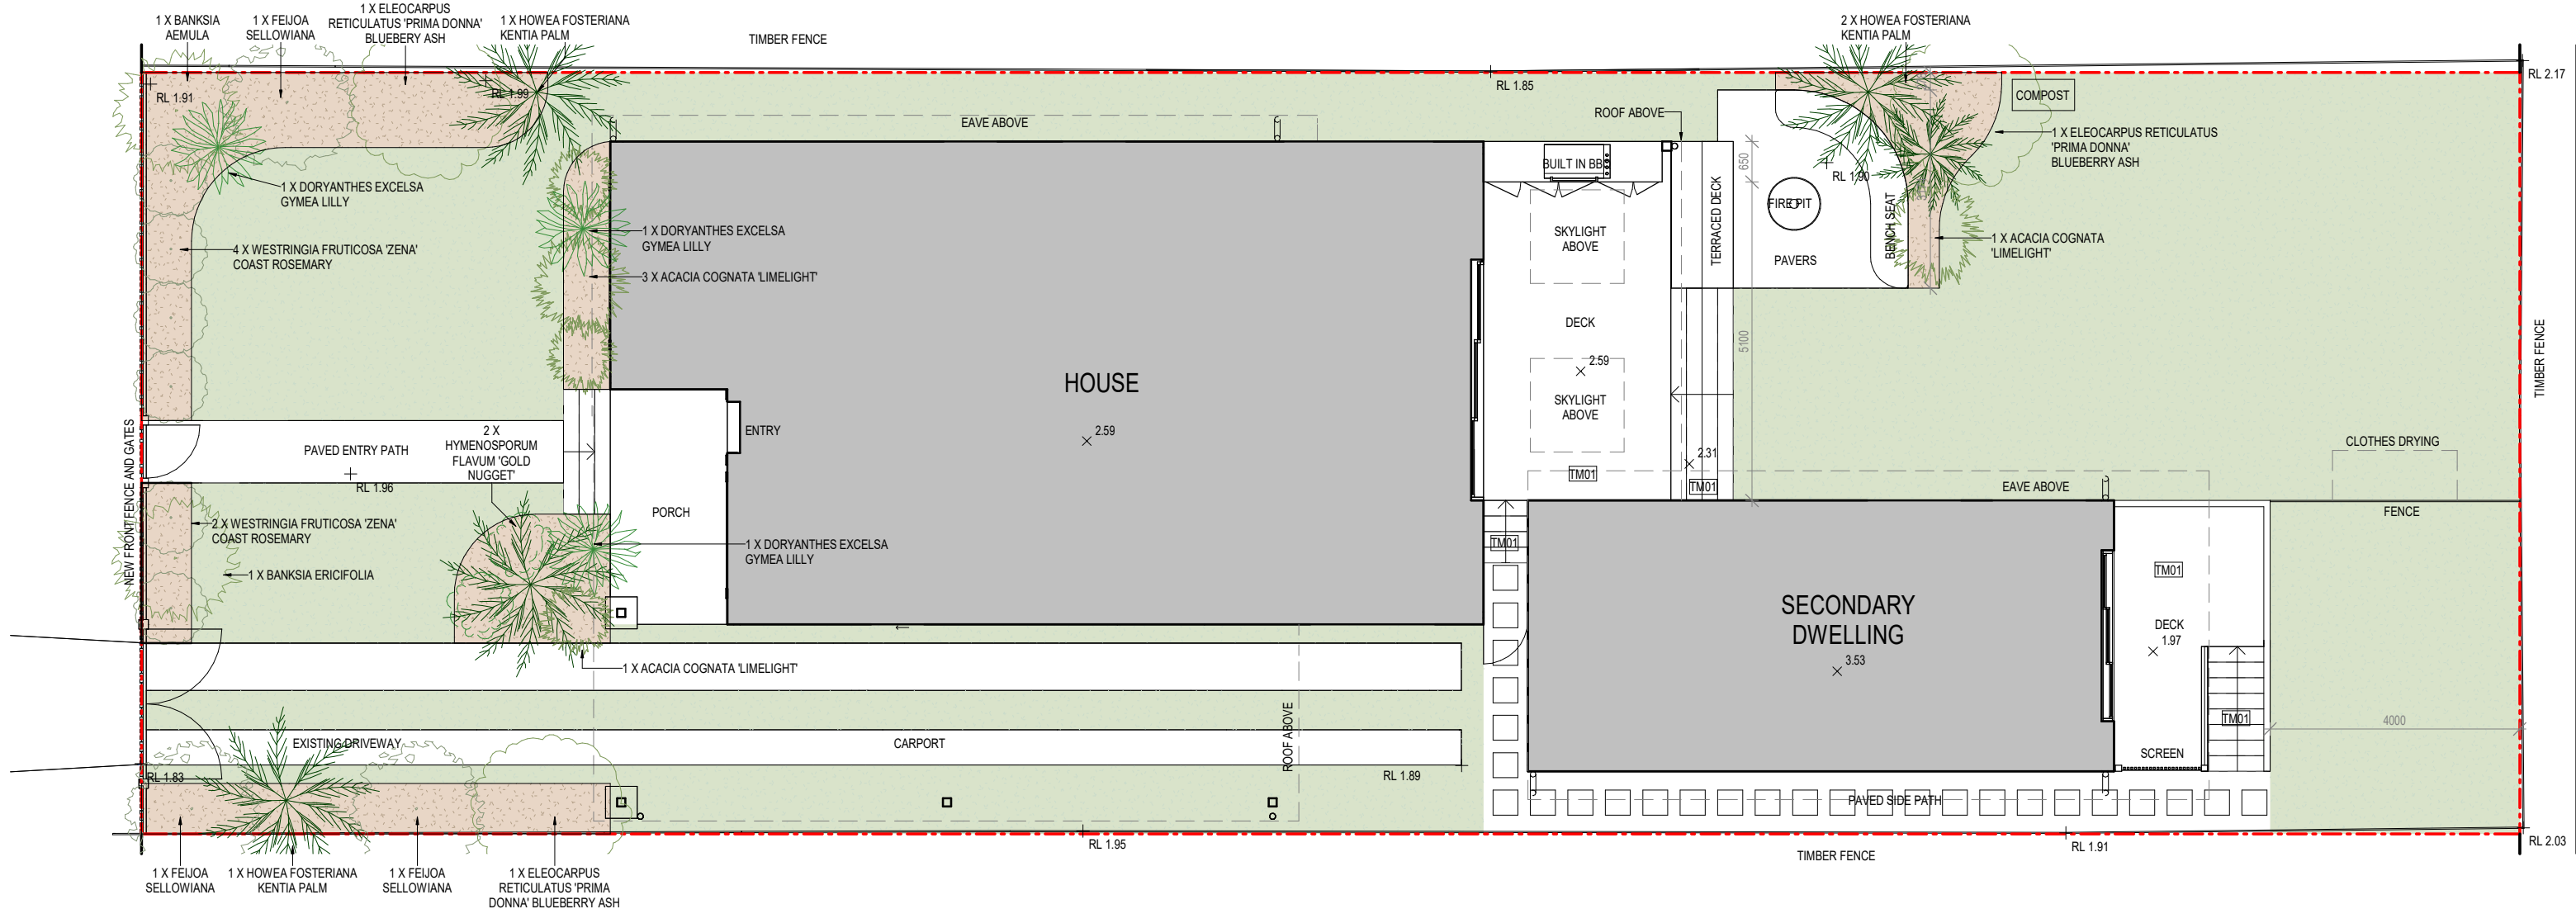 1 X BANKSIA
AEMULA
1 X FEIJOA
SELLOWIANA
1 X ELEOCARPUS
RETICULATUS 'PRIMA DONNA'
BLUEBERY ASH
1 X HOWEA FOSTERIANA
KENTIA PALM
TIMBER FENCE
2 X HOWEA FOSTERIANA
KENTIA PALM
RL 2.17
RL 1.91
RL 1.99
RL 1.85
COMPOST
ROOF ABOVE
EAVE ABOVE
1 X ELEOCARPUS RETICULATUS
'PRIMA DONNA'
BLUEBERRY ASH
BUILT IN BB
650
RL 1.90
1 X DORYANTHES EXCELSA
GYMEA LILLY
FIRE PIT
TERRACED DECK
BENCH SEAT
1 X DORYANTHES EXCELSA
GYMEA LILLY
SKYLIGHT
ABOVE
1 X ACACIA COGNATA
'LIMELIGHT'
4 X WESTRINGIA FRUTICOSA 'ZENA'
COAST ROSEMARY
PAVERS
3 X ACACIA COGNATA 'LIMELIGHT'
DECK
5100
2.59
HOUSE
SKYLIGHT
ABOVE
TIMBER FENCE
2.59
ENTRY
PAVED ENTRY PATH
2 X
HYMENOSPORUM
FLAVUM 'GOLD
NUGGET'
CLOTHES DRYING
2.31
TM01
TM01
RL 1.96
EAVE ABOVE
NEW FRONT FENCE AND GATES
PORCH
FENCE
2 X WESTRINGIA FRUTICOSA 'ZENA'
COAST ROSEMARY
TM01
1 X DORYANTHES EXCELSA
GYMEA LILLY
1 X BANKSIA ERICIFOLIA
TM01
SECONDARY
DWELLING
DECK
1.97
3.53
1 X ACACIA COGNATA 'LIMELIGHT'
TM01
4000
ROOF ABOVE
EXISTING DRIVEWAY
CARPORT
SCREEN
RL 1.83
RL 1.89
PAVED SIDE PATH
RL 1.95
RL 1.91
RL 2.03
TIMBER FENCE
1 X FEIJOA
SELLOWIANA
1 X HOWEA FOSTERIANA
KENTIA PALM
1 X FEIJOA
SELLOWIANA
1 X ELEOCARPUS
RETICULATUS 'PRIMA
DONNA' BLUEBERRY ASH